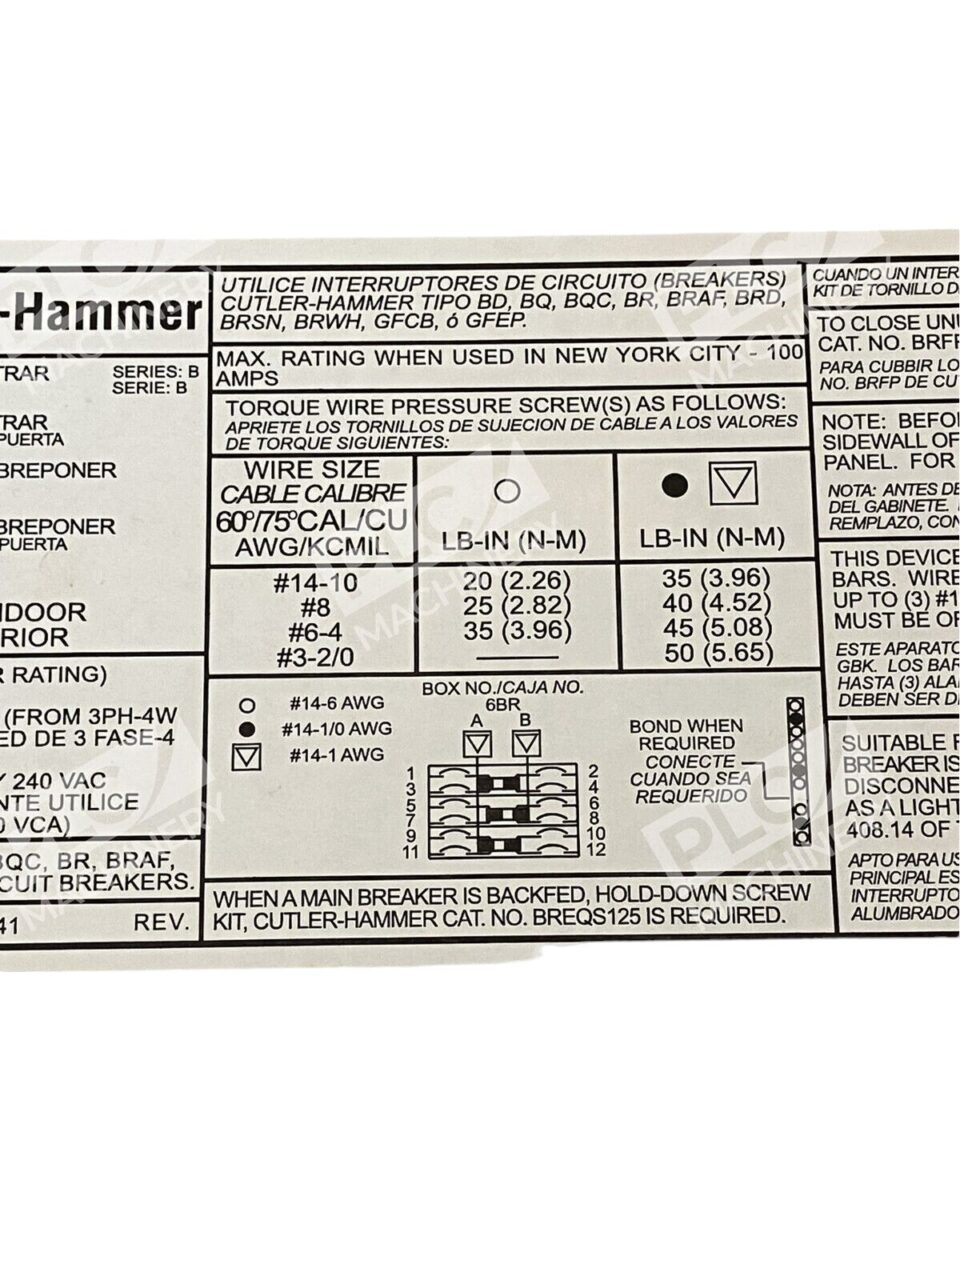 -Hammer
TRAR
SERIES: B
SERIE: B
TRAR
PUERTA
BREPONER
BREPONER
PUERTA
NDOOR
RIOR
R RATING)
(FROM 3PH-4W
ED DE 3 FASE-4
240 VAC
NTE UTILICE
VCA)
BQC, BR, BRAF,
CUIT BREAKERS.
41 REV.
UTILICE INTERRUPTORES DE CIRCUITO (BREAKERS)
CUTLER-HAMMER TIPO BD, BQ, BQC, BR, BRAF, BRD,
BRSN, BRWH, GFCB, ó GFEP.
MAX. RATING WHEN USED IN NEW YORK CITY - 100
AMPS
TORQUE WIRE PRESSURE SCREW(S) AS FOLLOWS:
APRIETE LOS TORNILLOS DE SUJECION DE CABLE A LOS VALORES
DE TORQUE SIGUIENTES:
WIRE SIZE
CABLE CALIBRE
60º/75ºCAL/CU
AWG/KCMIL
LB-IN (N-M)
LB-IN (N-M)
#14-10 20 (2.26) 35 (3.96)
#8 25 (2.82) 40 (4.52)
#6-4 35 (3.96) 45 (5.08)
#3-2/0 50 (5.65)
#14-6 AWG
#14-1/0 AWG
#14-1 AWG
BOX NO./CAJA NO.
6BR
A B
1 2
3 4
5 6
7 8
9 10
11 12
BOND WHEN
REQUIRED
CONECTE
CUANDO SEA
REQUERIDO
WHEN A MAIN BREAKER IS BACKFED, HOLD-DOWN SCREW
KIT, CUTLER-HAMMER CAT. NO. BREQS125 IS REQUIRED.
CUANDO UN INTER
KIT DE TORNILLO D
TO CLOSE UNU
CAT. NO. BRFP
PARA CUBBIR LO
NO. BRFP DE CU
NOTE: BEFO
SIDEWALL OF
PANEL. FOR
NOTA: ANTES DE
DEL GABINETE.
REMPLAZO, CON
THIS DEVICE
BARS. WIRE
UP TO (3) #1
MUST BE OF
ESTE APARATO
GBK. LOS BAR
HASTA (3) ALA
DEBEN SER D
SUITABLE F
BREAKER IS
DISCONNE
AS A LIGHT
408.14 OF
APTO PARA US
PRINCIPAL ES
INTERRUPTO
ALUMBRADO
PLC MACHINERY